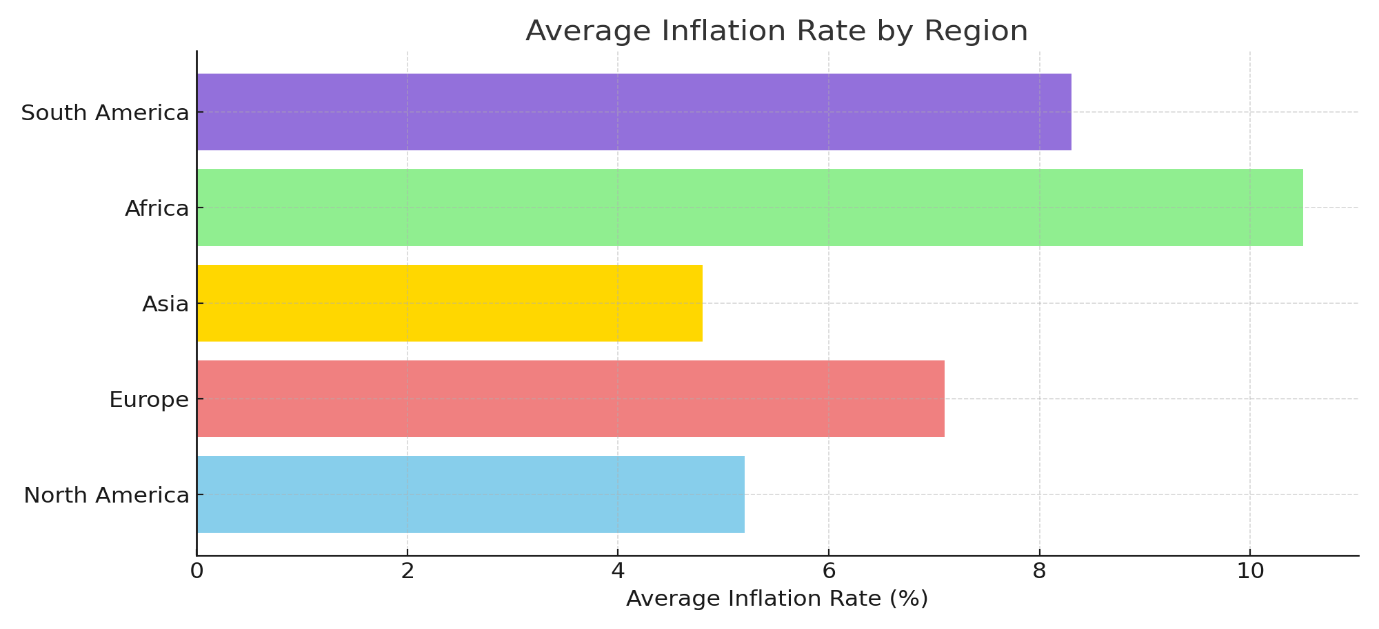 Average Inflation Rate by Region
South America
Africa
Asia
Europe
North America
0 2 4 6 8 10
Average Inflation Rate (%)